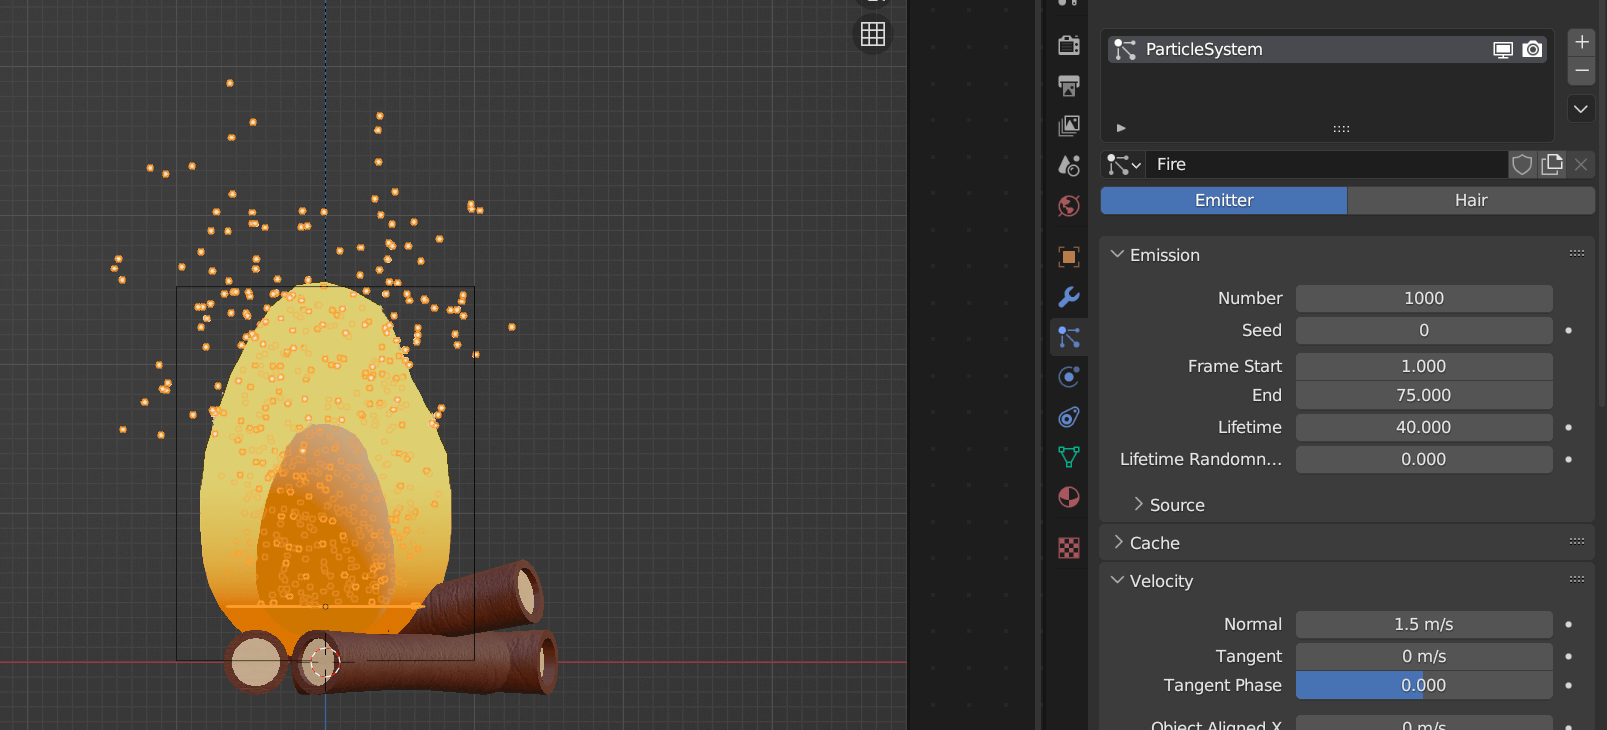 ParticleSystem
Fire
Emitter Hair
Emission
Number 1000
Seed 0
Frame Start 1.000
End 75.000
Lifetime 40.000
Lifetime Randomn... 0.000
Source
Cache
Velocity
Normal 1.5 m/s
Tangent 0 m/s
Tangent Phase 0.000
Object Aligned X 0 m/s